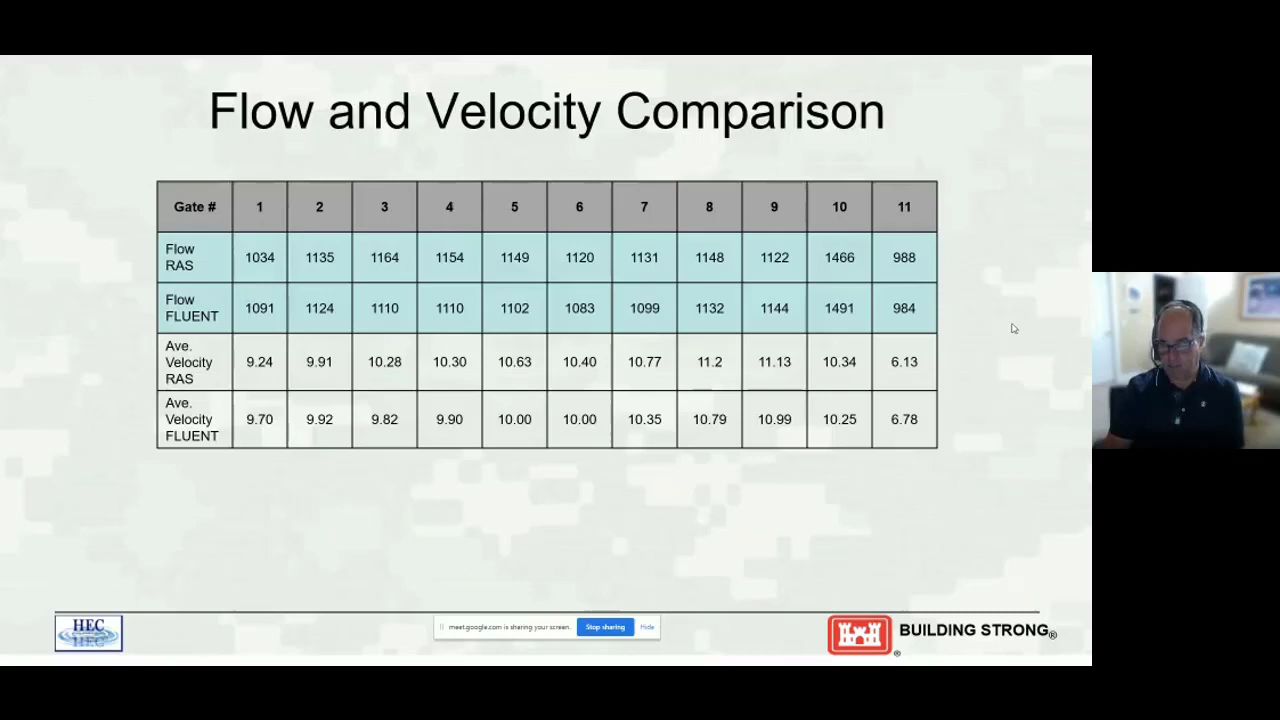 Flow and Velocity Comparison
Gate # 1 2 3 4 5 6 7 8 9 10 11
Flow RAS 1034 1135 1164 1154 1149 1120 1131 1148 1122 1466 988
Flow FLUENT 1091 1124 1110 1110 1102 1083 1099 1132 1144 1491 984
Ave. Velocity RAS 9.24 9.91 10.28 10.30 10.63 10.40 10.77 11.2 11.13 10.34 6.13
Ave. Velocity FLUENT 9.70 9.92 9.82 9.90 10.00 10.00 10.35 10.79 10.99 10.25 6.78
HEC
meet.google.com is sharing your screen. Stop sharing Hide
BUILDING STRONG®
®